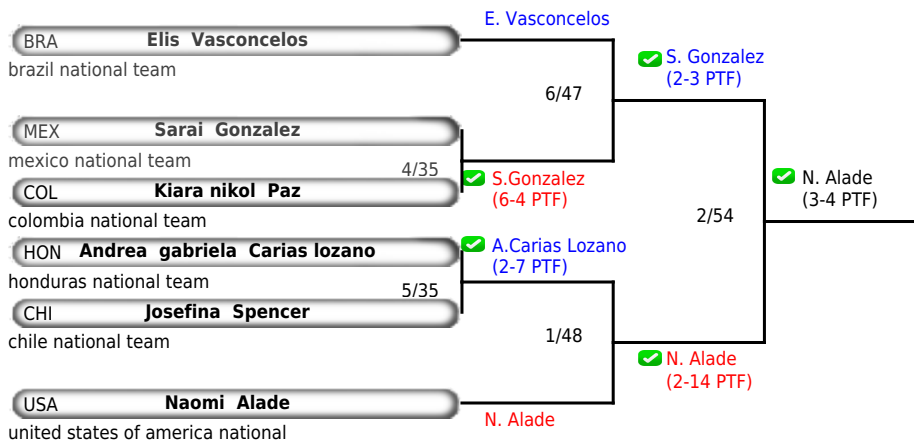 E. Vasconcelos
BRA Elis Vasconcelos
brazil national team
S. Gonzalez
(2-3 PTF)
6/47
MEX Sarai Gonzalez
mexico national team
4/35
S.Gonzalez
(6-4 PTF)
COL Kiara nikol Paz
colombia national team
N. Alade
(3-4 PTF)
2/54
HON Andrea gabriela Carias lozano
honduras national team
A.Carias Lozano
(2-7 PTF)
5/35
CHI Josefina Spencer
chile national team
1/48
N. Alade
(2-14 PTF)
USA Naomi Alade
united states of america national
N. Alade